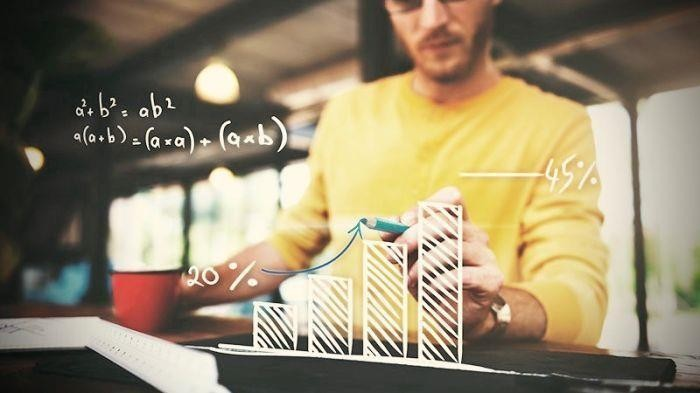 a²+b² = ab²
a(a+b) = (a×a) + (a×b)
45%
20%